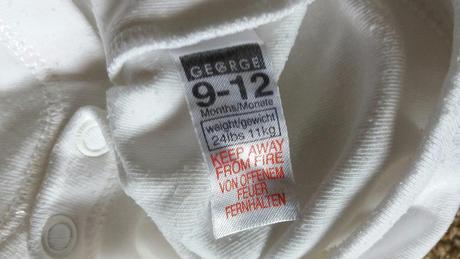 GEORGE
9-12
Months/Monate
weight/gewicht
24lbs 11kg
KEEP AWAY
FROM FIRE
VON OFFENEM
FEUER
FERNHALTEN